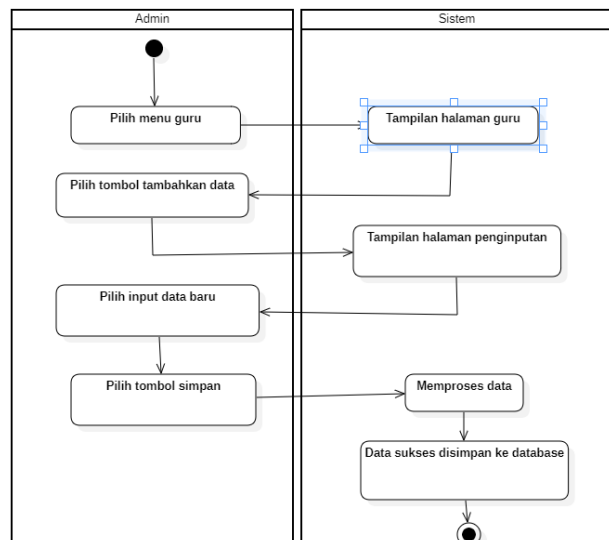 Admin
Sistem
Pilih menu guru
Tampilan halaman guru
Pilih tombol tambahkan data
Tampilan halaman penginputan
Pilih input data baru
Pilih tombol simpan
Memproses data
Data sukses disimpan ke database